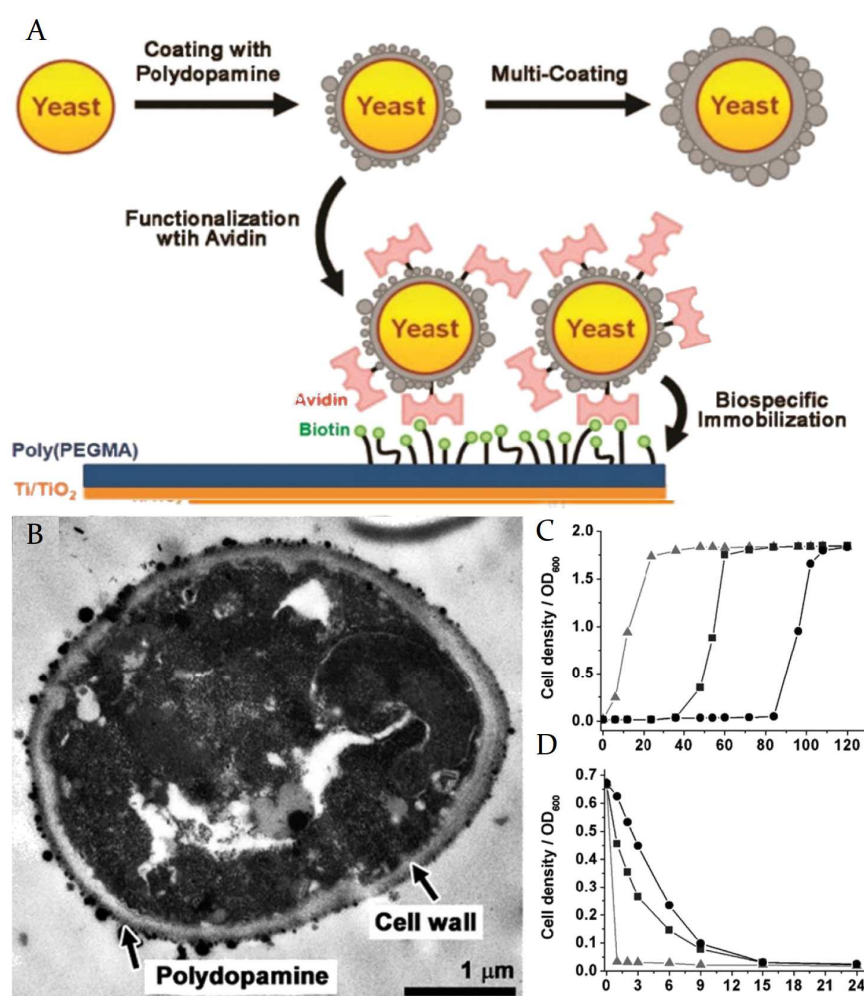 A
Coating with
Polydopamine
Multi-Coating
Yeast
Yeast
Yeast
Functionalization
wtih Avidin
Yeast
Yeast
Avidin
Biotin
Biospecific
Immobilization
Poly(PEGMA)
Ti/TiO2
B
Cell wall
Polydopamine
1 μm
C
Cell density / OD600
2.0
1.5
1.0
0.5
0.0
0 20 40 60 80 100 120
D
Cell density / OD600
0.7
0.6
0.5
0.4
0.3
0.2
0.1
0.0
0 3 6 9 12 15 18 21 24